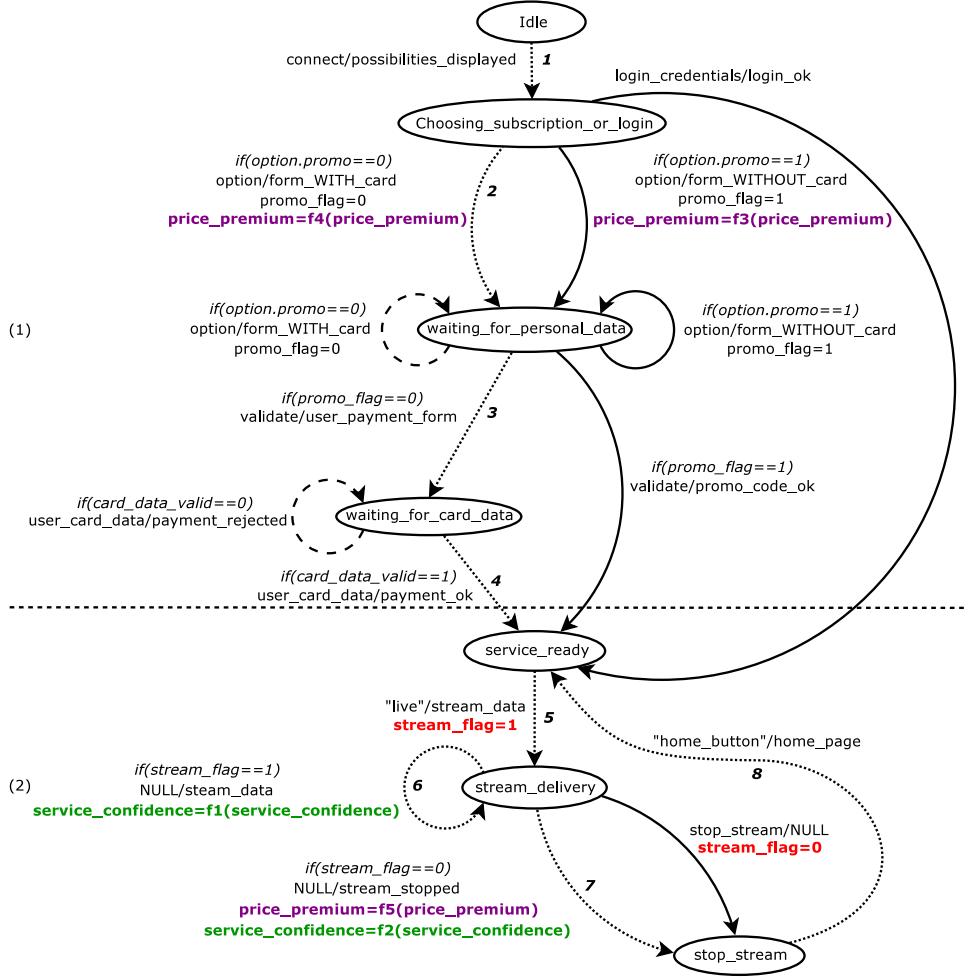 Idle
connect/possibilities_displayed
1
login_credentials/login_ok
Choosing_subscription_or_login
if(option.promo==0)
option/form_WITH_card
promo_flag=0
price_premium=f4(price_premium)
2
if(option.promo==1)
option/form_WITHOUT_card
promo_flag=1
price_premium=f3(price_premium)
(1)
if(option.promo==0)
option/form_WITH_card
promo_flag=0
waiting_for_personal_data
if(option.promo==1)
option/form_WITHOUT_card
promo_flag=1
if(promo_flag==0)
validate/user_payment_form
3
if(promo_flag==1)
validate/promo_code_ok
if(card_data_valid==0)
user_card_data/payment_rejected
waiting_for_card_data
if(card_data_valid==1)
user_card_data/payment_ok
4
service_ready
"live"/stream_data
stream_flag=1
5
"home_button"/home_page
8
(2)
if(stream_flag==1)
NULL/steam_data
service_confidence=f1(service_confidence)
6
stream_delivery
stop_stream/NULL
stream_flag=0
if(stream_flag==0)
NULL/stream_stopped
price_premium=f5(price_premium)
service_confidence=f2(service_confidence)
7
stop_stream